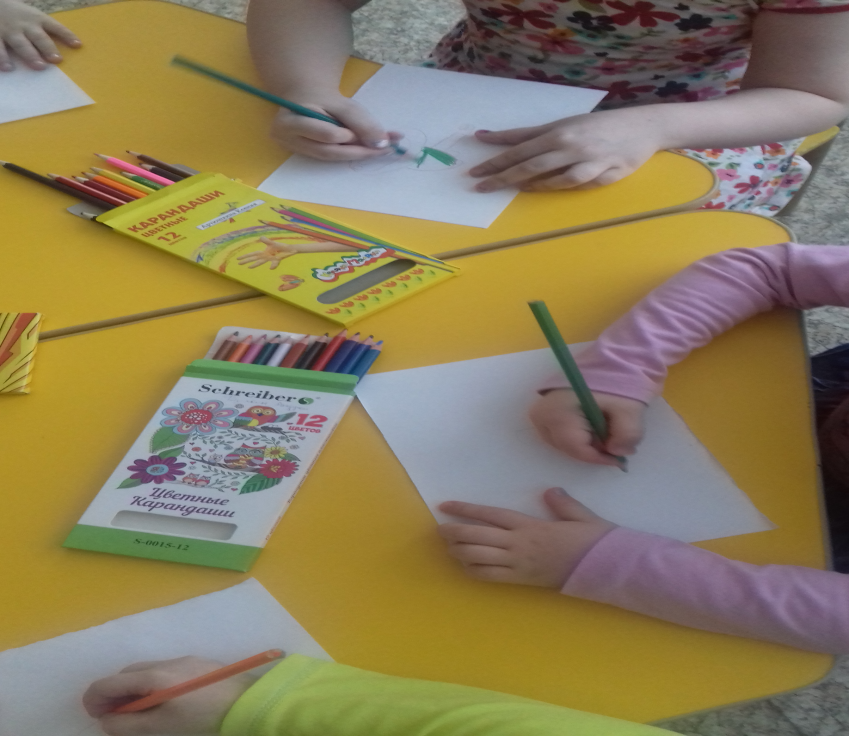 КАРАНДАШИ
ЦВЕТНЫЕ
12
Schreiber
12
ЦВЕТОВ
Цветные
Карандаши
S-0015-12